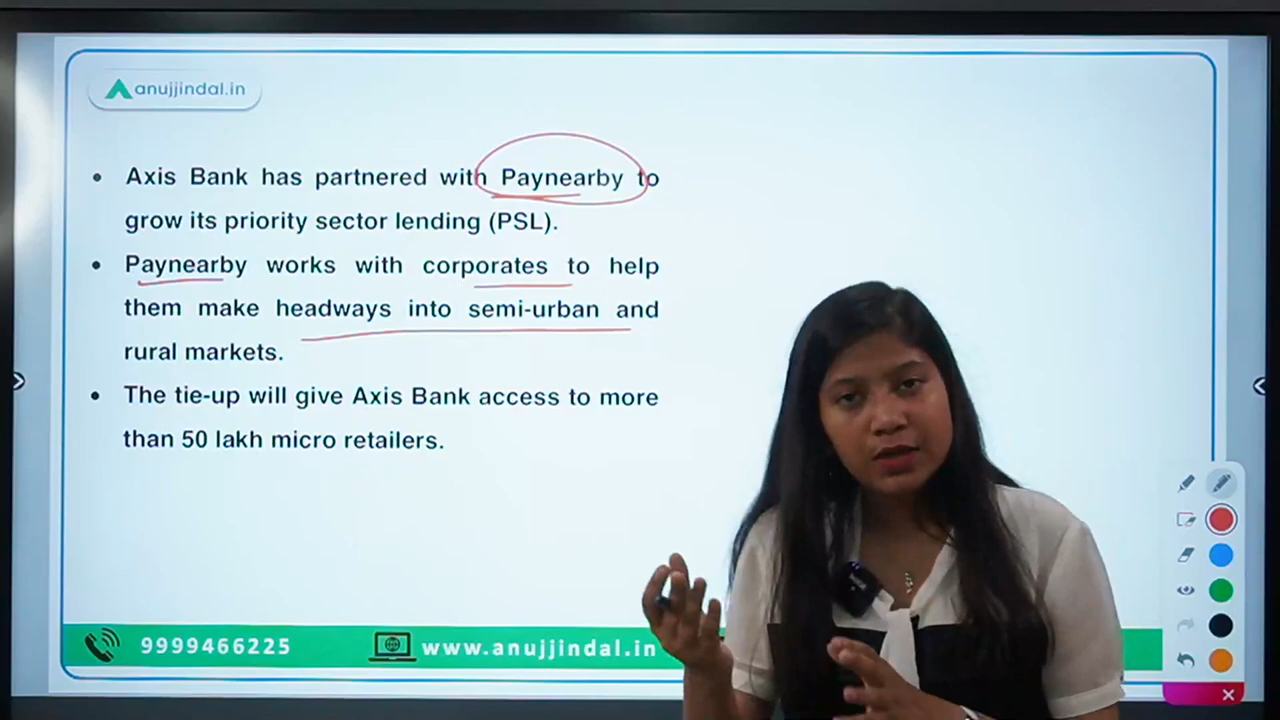 anujjindal.in
Axis Bank has partnered with Paynearby to
grow its priority sector lending (PSL).
Paynearby works with corporates to help
them make headways into semi-urban and
rural markets.
The tie-up will give Axis Bank access to more
than 50 lakh micro retailers.
9999466225
www.anujjindal.in